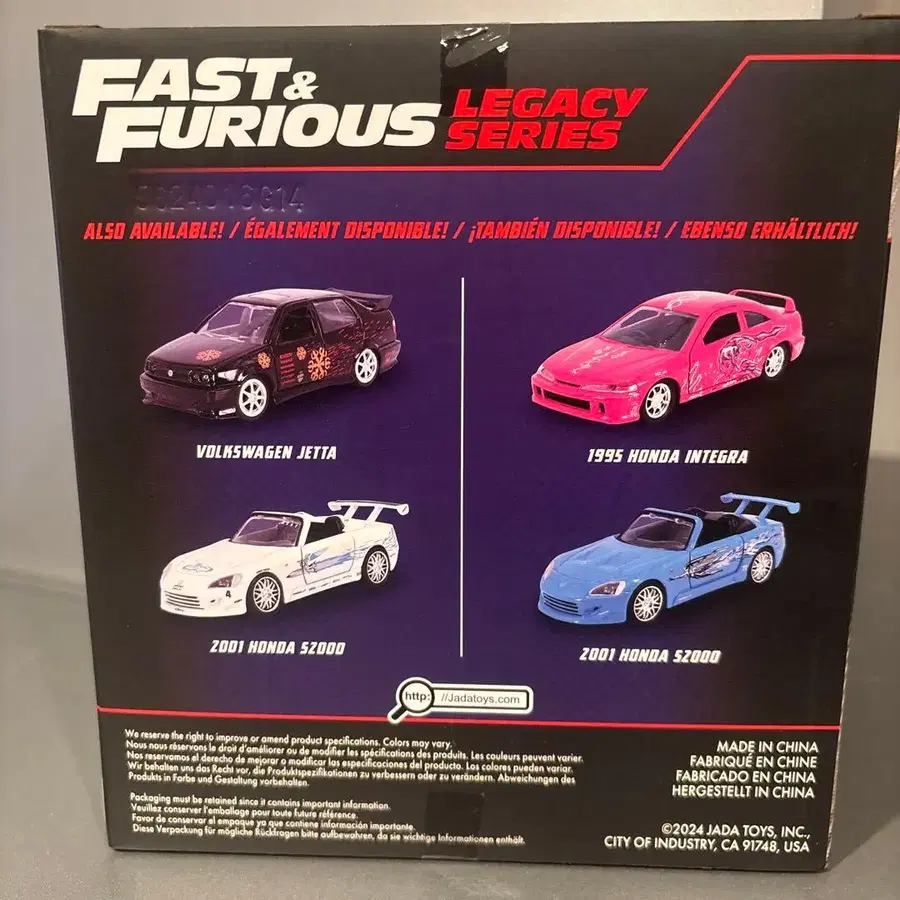 FAST &
FURIOUS
LEGACY
SERIES
ALSO AVAILABLE! / ÉGALEMENT DISPONIBLE! / ¡TAMBIÉN DISPONIBLE! / EBENSO ERHÄLTLICH!
VOLKSWAGEN JETTA
1995 HONDA INTEGRA
2001 HONDA S2000
2001 HONDA S2000
http: //Jadatoys.com
We reserve the right to improve or amend product specifications. Colors may vary.
Nous nous réservons le droit d'améliorer ou de modifier les spécifications des produits. Les couleurs peuvent varier.
Nos reservamos el derecho de mejorar o modificar las especificaciones del producto. Los colores pueden variar.
Wir behalten uns das Recht vor, die Produktspezifikationen zu verbessern oder zu verändern. Abweichungen des
Produkts in Farbe und Gestaltung vorbehalten.
Packaging must be retained since it contains important information.
Veuillez conserver l'emballage pour toute future référence.
Favor de conservar el empaque ya que contiene información importante.
Diese Verpackung für mögliche Rückfragen bitte aufbewahren, da sie wichtige Informationen enthält.
MADE IN CHINA
FABRIQUÉ EN CHINE
FABRICADO EN CHINA
HERGESTELLT IN CHINA
©2024 JADA TOYS, INC.,
CITY OF INDUSTRY, CA 91748, USA